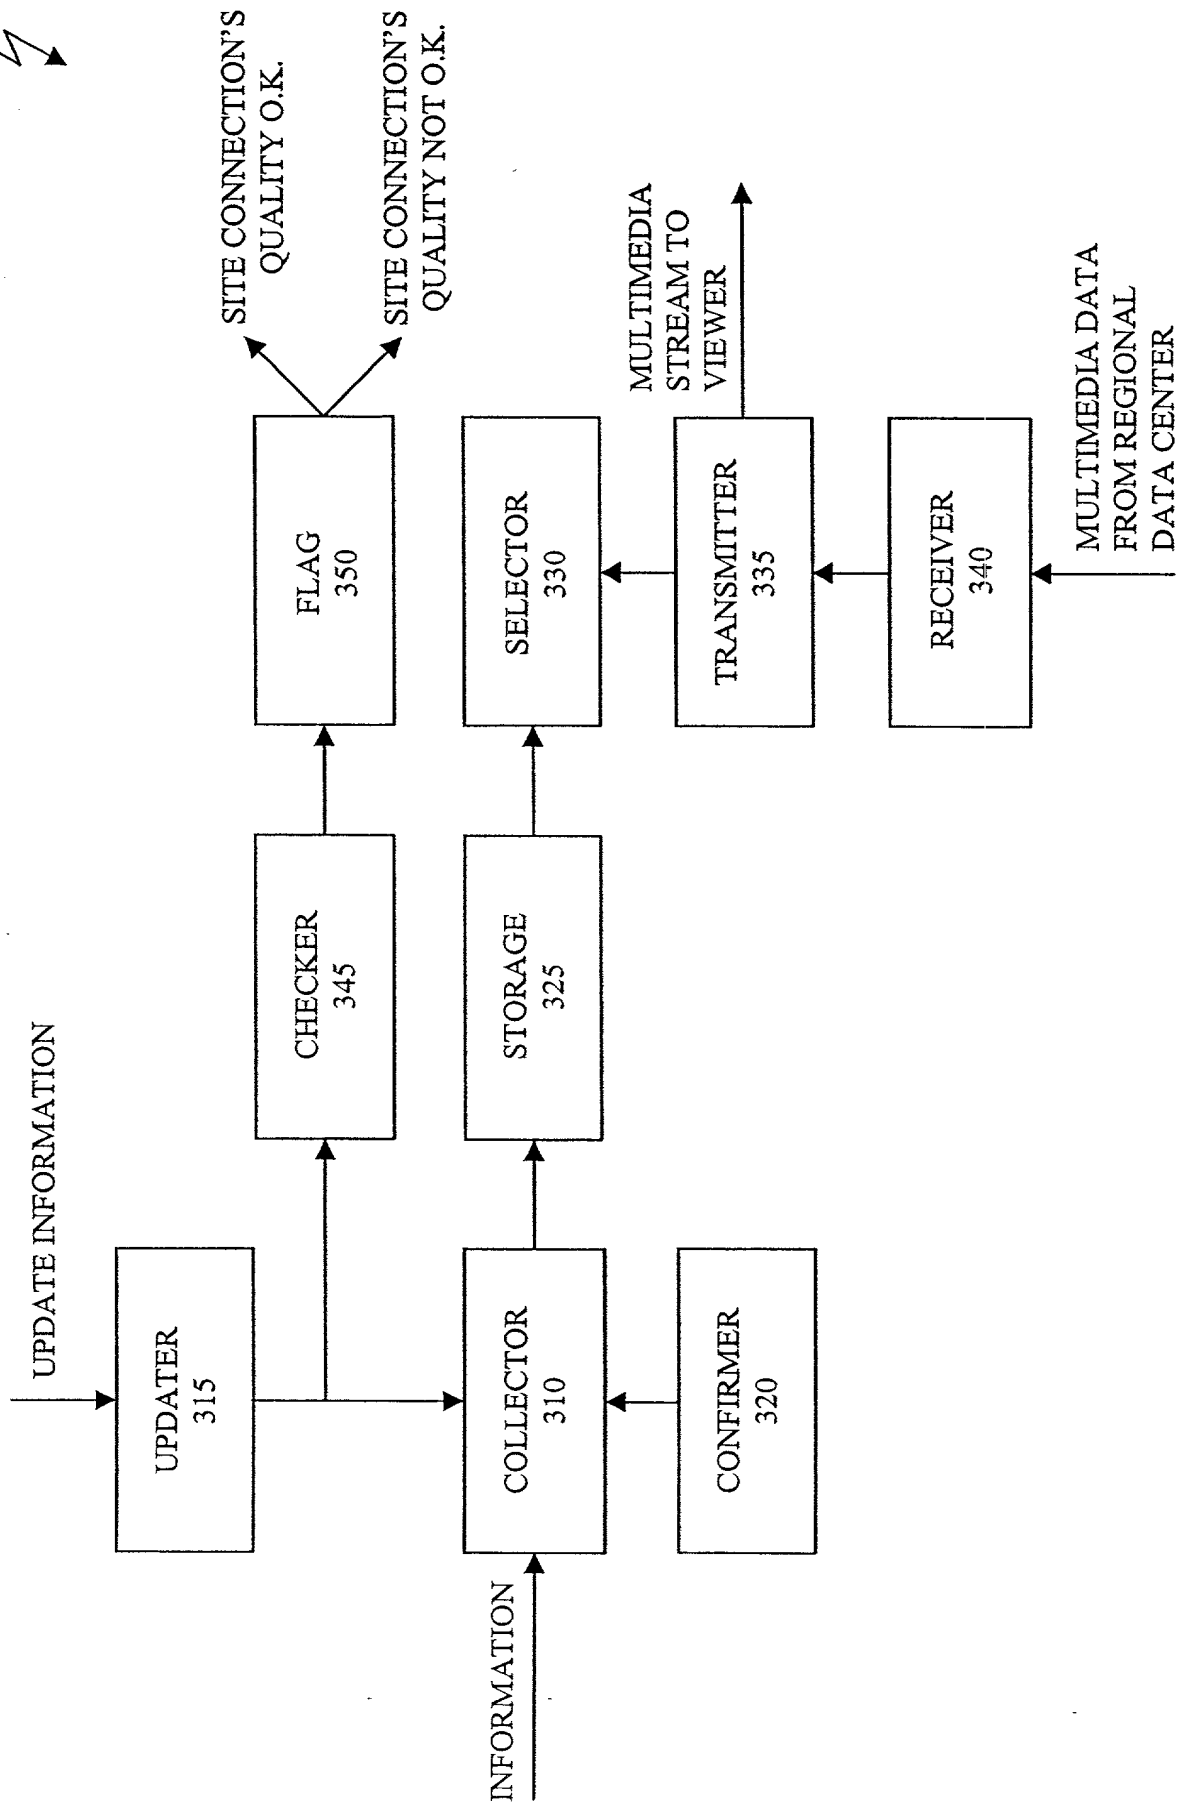 UPDATE INFORMATION
UPDATER
315
CHECKER
345
FLAG
350
SITE CONNECTION'S
QUALITY O.K.
SITE CONNECTION'S
QUALITY NOT O.K.
INFORMATION
COLLECTOR
310
STORAGE
325
SELECTOR
330
CONFIRMER
320
TRANSMITTER
335
MULTIMEDIA
STREAM TO
VIEWER
RECEIVER
340
MULTIMEDIA DATA
FROM REGIONAL
DATA CENTER